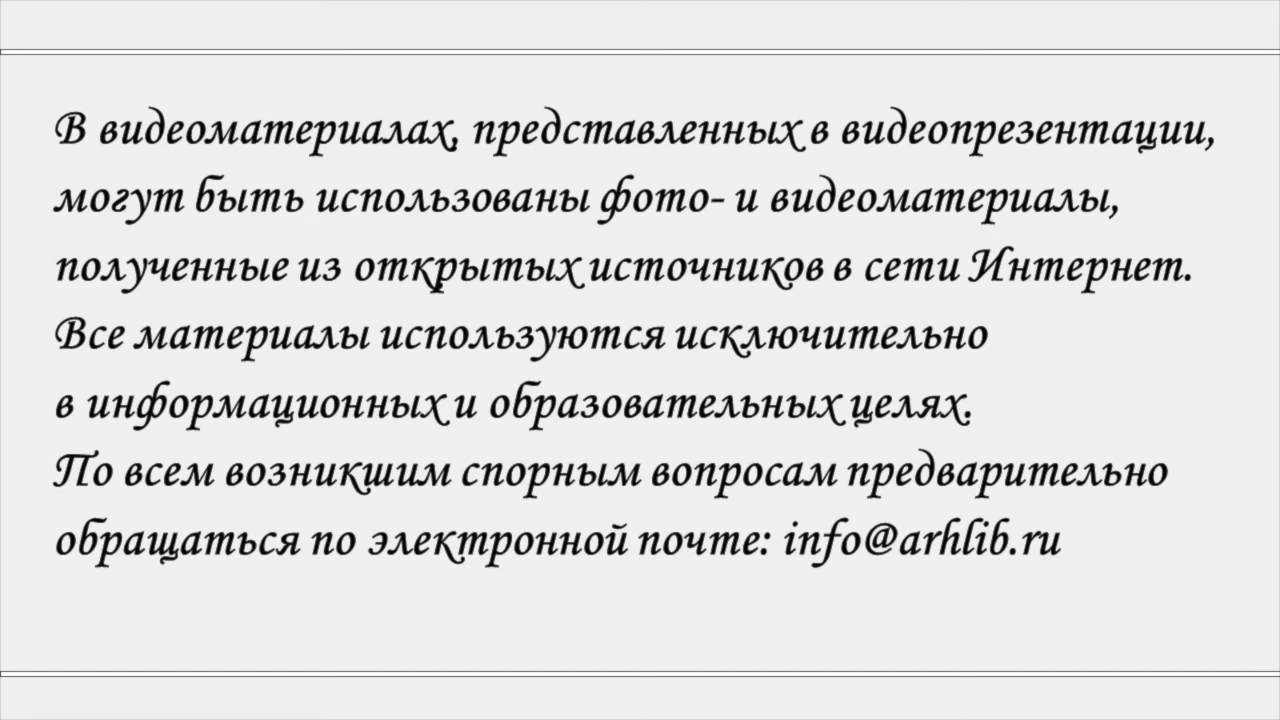 В видеоматериалах, представленных в видеопрезентации,
могут быть использованы фото- и видеоматериалы,
полученные из открытых источников в сети Интернет.
Все материалы используются исключительно
в информационных и образовательных целях.
По всем возникшим спорным вопросам предварительно
обращаться по электронной почте: info@arhlib.ru